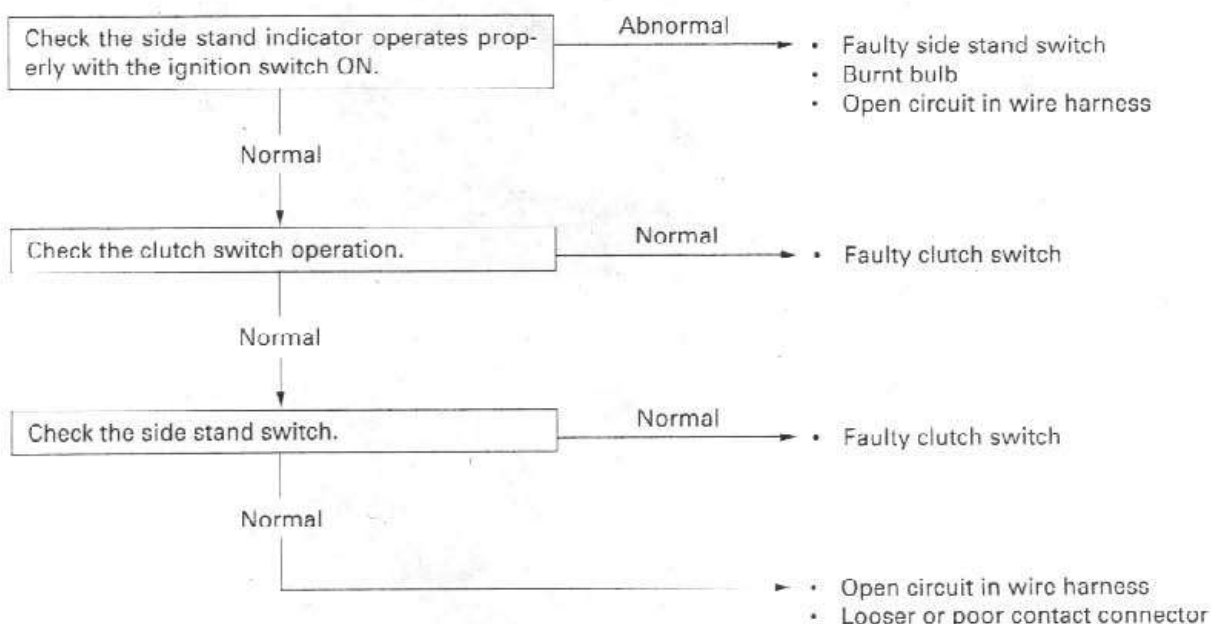 Check the side stand indicator operates prop-
erly with the ignition switch ON.
Abnormal
• Faulty side stand switch
• Burnt bulb
• Open circuit in wire harness
Normal
Check the clutch switch operation.
Normal
• Faulty clutch switch
Normal
Check the side stand switch.
Normal
• Faulty clutch switch
Normal
• Open circuit in wire harness
• Looser or poor contact connector